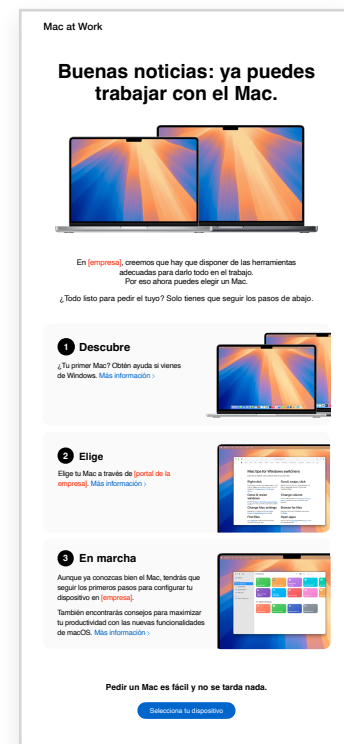 Mac at Work
Buenas noticias: ya puedes
trabajar con el Mac.
En [empresa], creemos que hay que disponer de las herramientas
adecuadas para darlo todo en el trabajo.
Por eso ahora puedes elegir un Mac.
¿Todo listo para pedir el tuyo? Solo tienes que seguir los pasos de abajo.
1 Descubre
¿Tu primer Mac? Obtén ayuda si vienes
de Windows. Más información >
2 Elige
Elige tu Mac a través de [portal de la
empresa]. Más información >
Mac tips for Windows switchers
Right click
Scroll, swipe, click
Close & resize
windows
Change volume
Change Mac settings
Browse for Mac
Find files
Open apps
3 En marcha
Aunque ya conozcas bien el Mac, tendrás que
seguir los primeros pasos para configurar tu
dispositivo en [empresa].
También encontrarás consejos para maximizar
tu productividad con las nuevas funcionalidades
de macOS. Más información >
Pedir un Mac es fácil y no se tarda nada.
Selecciona tu dispositivo